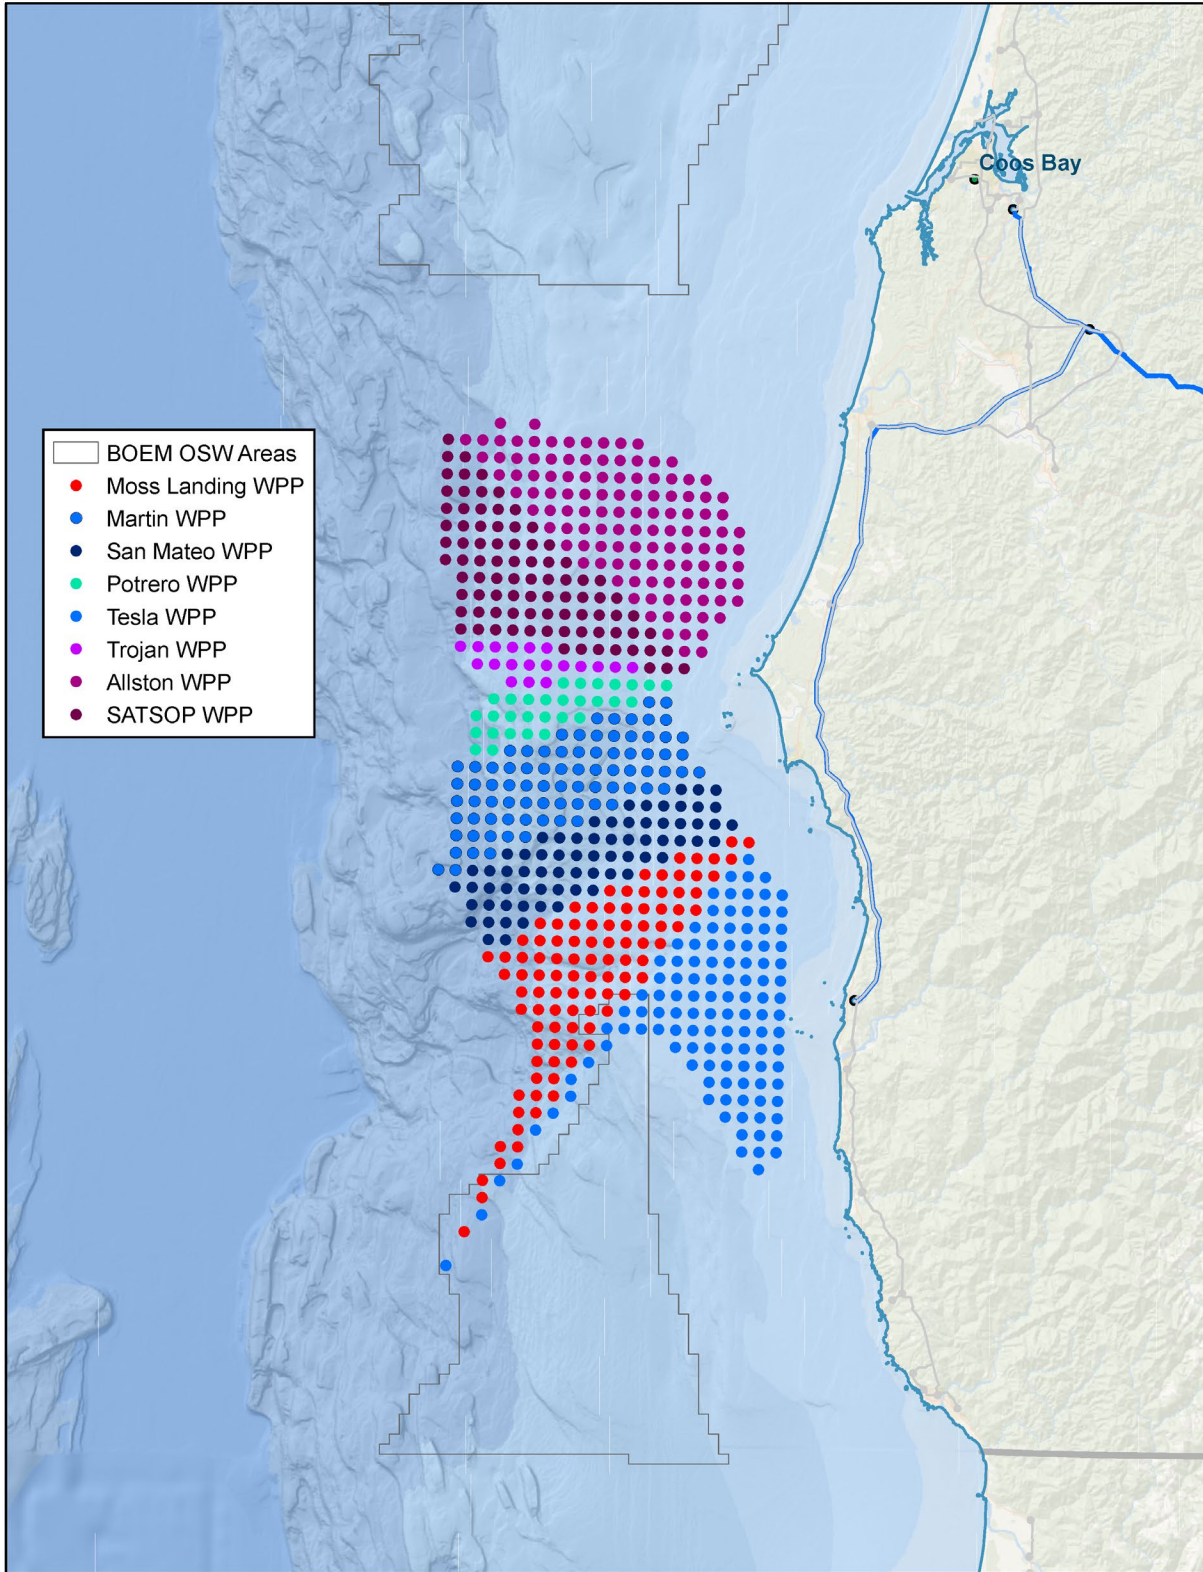 Coos Bay
BOEM OSW Areas
Moss Landing WPP
Martin WPP
San Mateo WPP
Potrero WPP
Tesla WPP
Trojan WPP
Allston WPP
SATSOP WPP